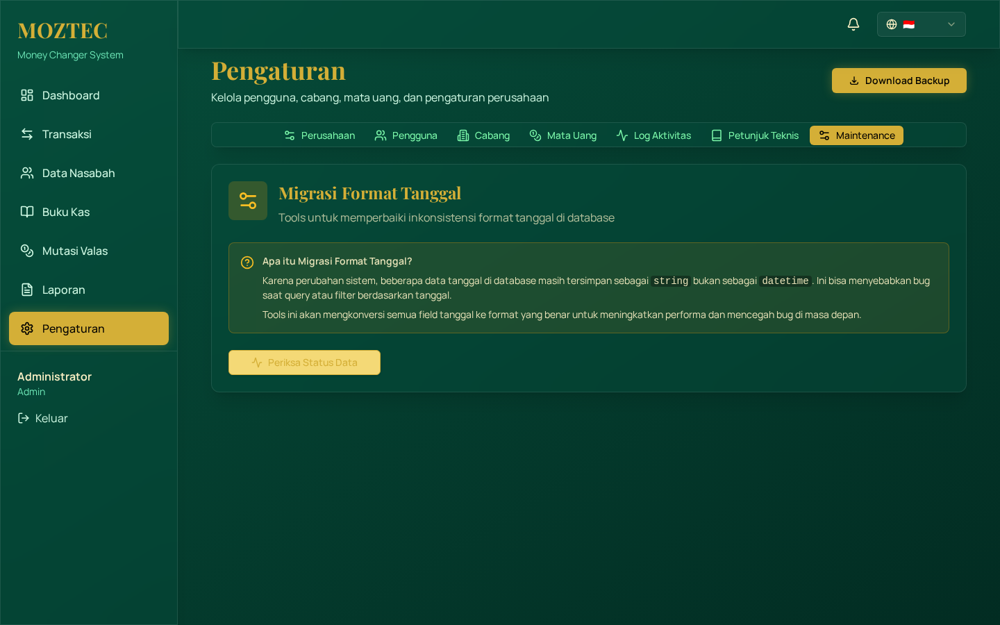 MOZTEC
Money Changer System
Dashboard
Transaksi
Data Nasabah
Buku Kas
Mutasi Valas
Laporan
Pengaturan
Administrator
Admin
Keluar
Pengaturan
Kelola pengguna, cabang, mata uang, dan pengaturan perusahaan
Download Backup
Perusahaan
Pengguna
Cabang
Mata Uang
Log Aktivitas
Petunjuk Teknis
Maintenance
Migrasi Format Tanggal
Tools untuk memperbaiki inkonsistensi format tanggal di database
Apa itu Migrasi Format Tanggal?
Karena perubahan sistem, beberapa data tanggal di database masih tersimpan sebagai string bukan sebagai datetime. Ini bisa menyebabkan bug
saat query atau filter berdasarkan tanggal.
Tools ini akan mengkonversi semua field tanggal ke format yang benar untuk meningkatkan performa dan mencegah bug di masa depan.
Periksa Status Data